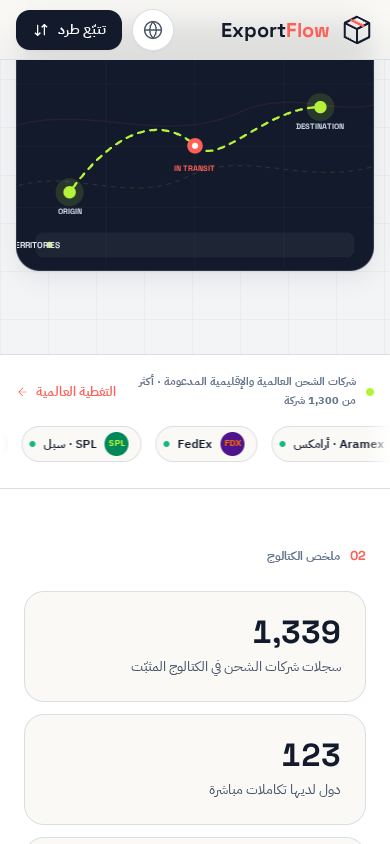 ExportFlow
تتبّع طرد
DESTINATION
IN TRANSIT
ORIGIN
شركات الشحن العالمية والإقليمية المدعومة · أكثر
من 1,300 شركة
التغطية العالمية ←
Aramex · أرامكس
FDX FedEx
SPL SPL · سبل
02 ملخص الكتالوج
1,339
سجلات شركات الشحن في الكتالوج المثبّت
123
دول لديها تكاملات مباشرة